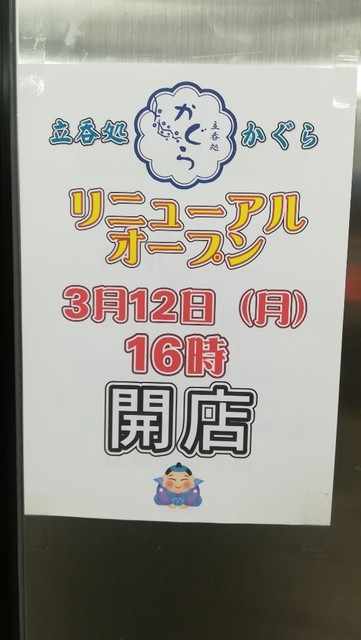 立呑処 かぐら
立呑処
かぐら
リニューアル
オープン
3月12日（月）
16時
開店